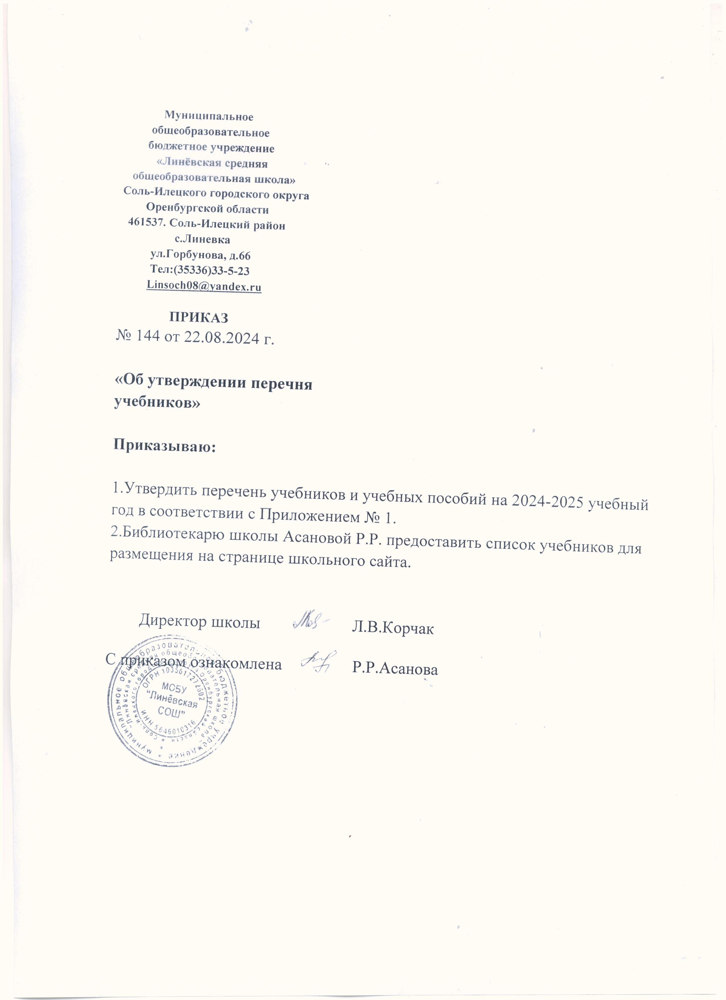 Муниципальное
общеобразовательное
бюджетное учреждение
«Линёвская средняя
общеобразовательная школа»
Соль-Илецкого городского округа
Оренбургской области
461537. Соль-Илецкий район
с.Линевка
ул.Горбунова, д.66
Тел:(35336)33-5-23
Linsoch08@yandex.ru
ПРИКАЗ
№ 144 от 22.08.2024 г.
«Об утверждении перечня
учебников»
Приказываю:
1.Утвердить перечень учебников и учебных пособий на 2024-2025 учебный
год в соответствии с Приложением № 1.
2.Библиотекарю школы Асановой Р.Р. предоставить список учебников для
размещения на странице школьного сайта.
Директор школы Л.В.Корчак
С приказом ознакомлена Р.Р.Асанова
муниципальное общеобразовательное бюджетное учреждение
"Линёвская средняя общеобразовательная школа"
Соль-Илецкого городского округа Оренбургской области
ОГРН 1035617272602
МОБУ
"Линёвская
СОШ"
ИНН 5646010316